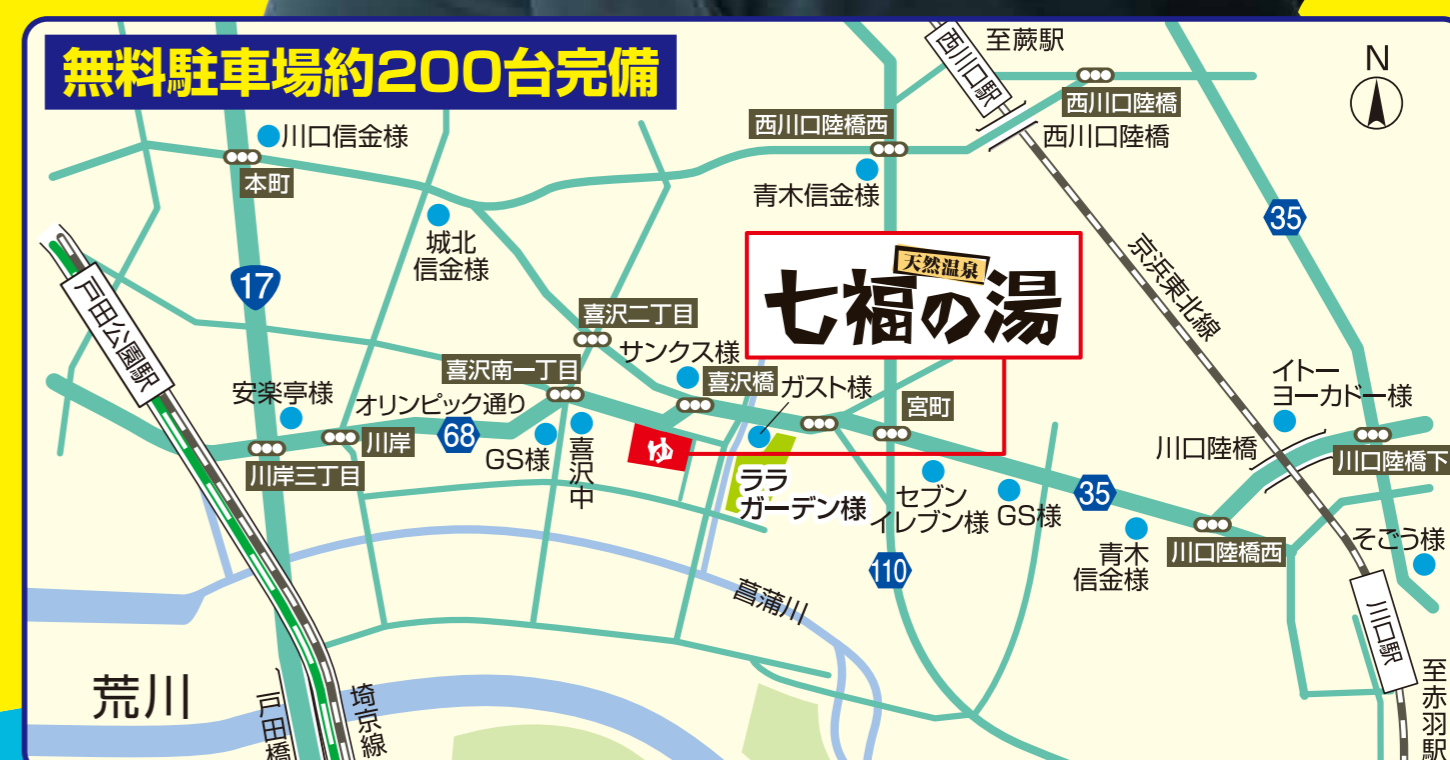 無料駐車場約200台完備
至蕨駅
西川口駅
N
西川口陸橋
西川口陸橋西
西川口陸橋
川口信金様
本町
青木信金様
城北
信金様
35
京浜東北線
天然温泉
七福の湯
17
戸田公園駅
喜沢二丁目
サンクス様
喜沢南一丁目
喜沢橋
ガスト様
宮町
安楽亭様
オリンピック通り
68
川岸
川岸三丁目
GS様
喜沢中
ゆ
ララ
ガーデン様
セブン
イレブン様
GS様
35
イトー
ヨーカドー様
川口陸橋
川口陸橋下
青木
信金様
川口陸橋西
そごう様
110
菖蒲川
川口駅
至赤羽駅
荒川
戸田橋
埼京線